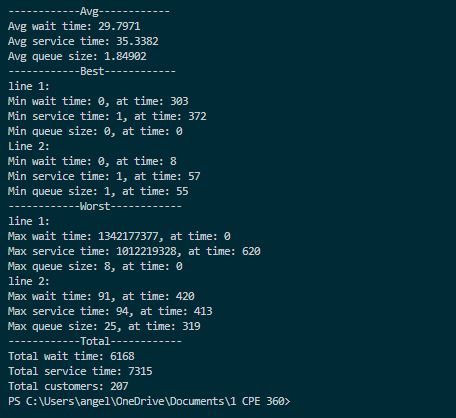 ------------Avg------------
Avg wait time: 29.7971
Avg service time: 35.3382
Avg queue size: 1.84902
------------Best------------
line 1:
Min wait time: 0, at time: 303
Min service time: 1, at time: 372
Min queue size: 0, at time: 0
Line 2:
Min wait time: 0, at time: 8
Min service time: 1, at time: 57
Min queue size: 1, at time: 55
------------Worst------------
line 1:
Max wait time: 1342177377, at time: 0
Max service time: 1012219328, at time: 620
Max queue size: 8, at time: 0
line 2:
Max wait time: 91, at time: 420
Max service time: 94, at time: 413
Max queue size: 25, at time: 319
------------Total------------
Total wait time: 6168
Total service time: 7315
Total customers: 207
PS C:\Users\angel\OneDrive\Documents\1 CPE 360>